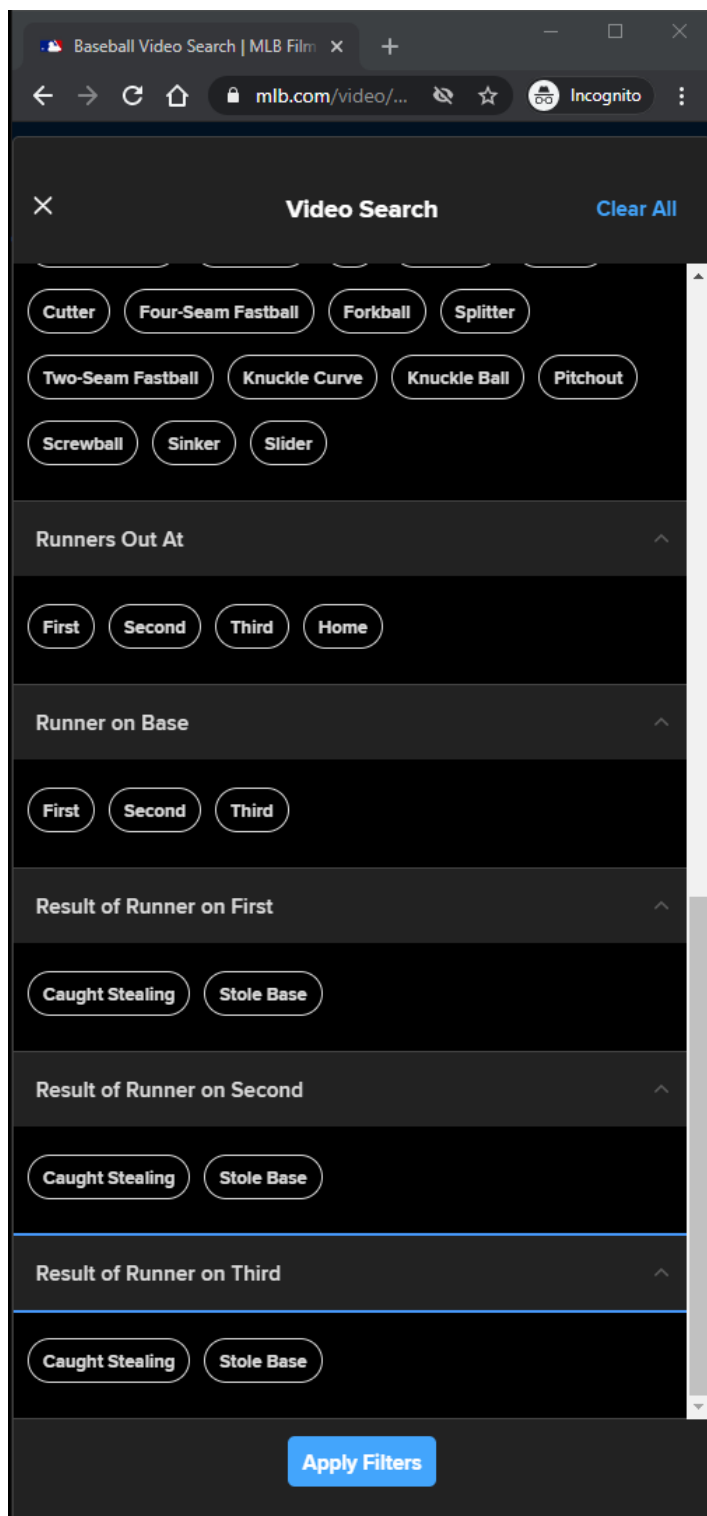 Baseball Video Search | MLB Film
mlb.com/video/... Incognito
Video Search Clear All
Cutter Four-Seam Fastball Forkball Splitter
Two-Seam Fastball Knuckle Curve Knuckle Ball Pitchout
Screwball Sinker Slider
Runners Out At
First Second Third Home
Runner on Base
First Second Third
Result of Runner on First
Caught Stealing Stole Base
Result of Runner on Second
Caught Stealing Stole Base
Result of Runner on Third
Caught Stealing Stole Base
Apply Filters